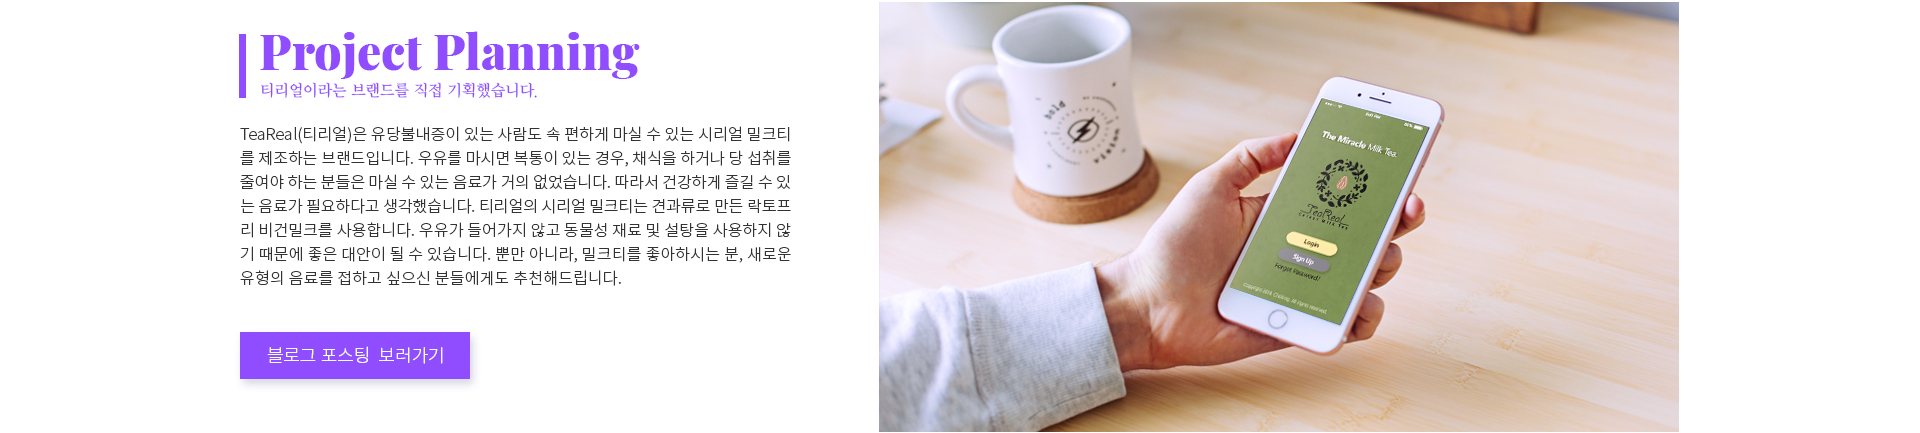 Project Planning
티리얼이라는 브랜드를 직접 기획했습니다.
TeaReal(티리얼)은 유당불내증이 있는 사람도 속 편하게 마실 수 있는 시리얼 밀크티
를 제조하는 브랜드입니다. 우유를 마시면 복통이 있는 경우, 채식을 하거나 당 섭취를
줄여야 하는 분들은 마실 수 있는 음료가 거의 없었습니다. 따라서 건강하게 즐길 수 있
는 음료가 필요하다고 생각했습니다. 티리얼의 시리얼 밀크티는 견과류로 만든 락토프
리 비건밀크를 사용합니다. 우유가 들어가지 않고 동물성 재료 및 설탕을 사용하지 않
기 때문에 좋은 대안이 될 수 있습니다. 뿐만 아니라, 밀크티를 좋아하시는 분, 새로운
유형의 음료를 접하고 싶으신 분들에게도 추천해드립니다.
블로그 포스팅 보러가기
bold
The Miracle Milk Tea.
TeaReal
Cereal Milk Tea
Login
Sign Up
Forgot Password?
All rights reserved.